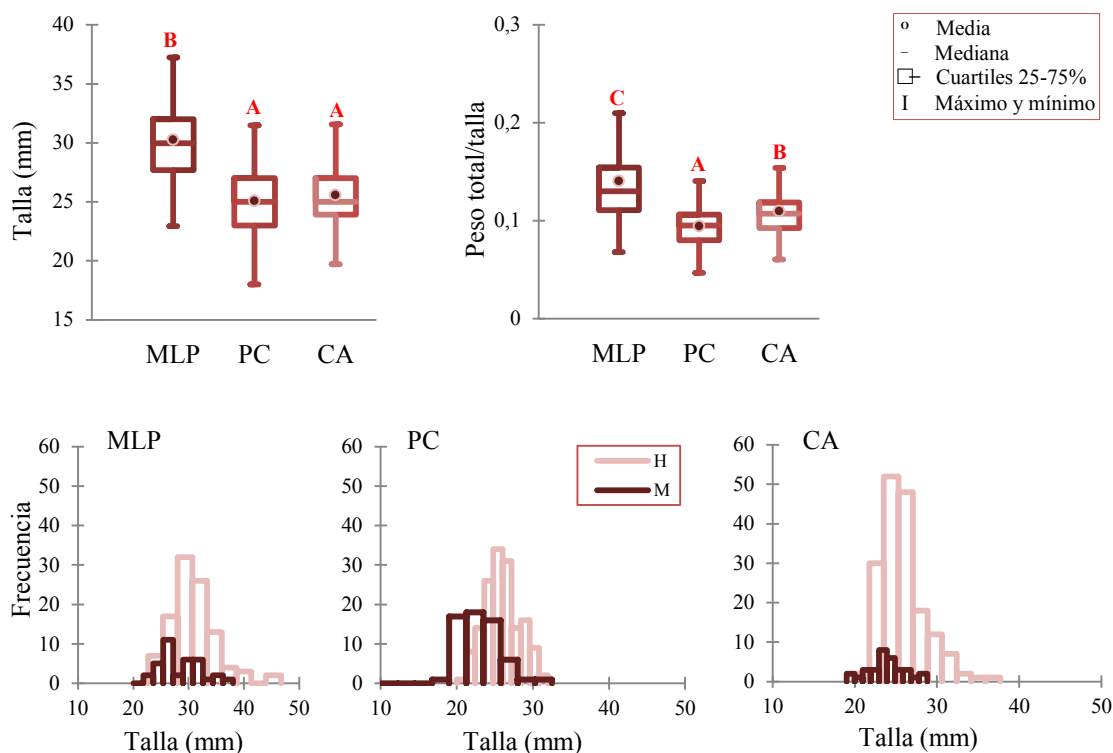 40
35
30
25
20
15
Talla (mm)
B
A
A
MLP PC CA
0,3
0,2
0,1
0
Peso total/talla
C
A
B
MLP PC CA
Media
Mediana
Cuartiles 25-75%
Máximo y mínimo
MLP
60
50
40
30
20
10
0
Frecuencia
10 20 30 40 50
Talla (mm)
PC
60
50
40
30
20
10
0
H
M
10 20 30 40 50
Talla (mm)
CA
60
50
40
30
20
10
0
10 20 30 40 50
Talla (mm)